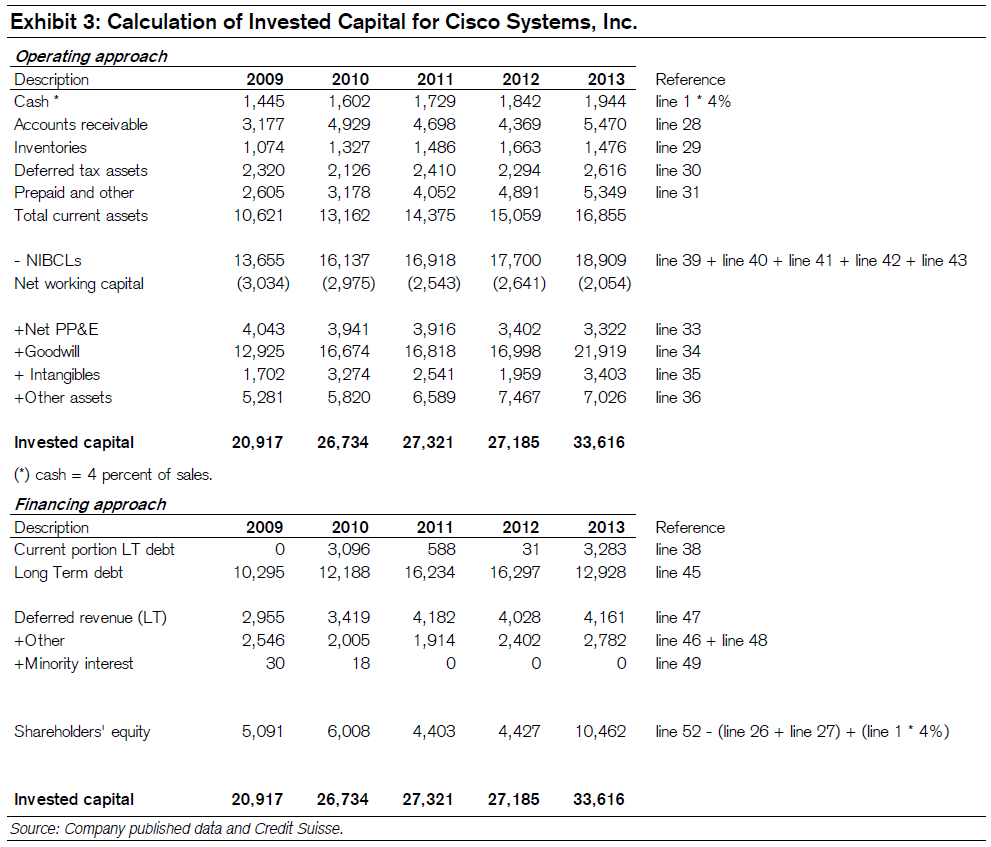 Exhibit 3: Calculation of Invested Capital for Cisco Systems, Inc.
Operating approach
Description 2009 2010 2011 2012 2013 Reference
Cash * 1,445 1,602 1,729 1,842 1,944 line 1 * 4%
Accounts receivable 3,177 4,929 4,698 4,369 5,470 line 28
Inventories 1,074 1,327 1,486 1,663 1,476 line 29
Deferred tax assets 2,320 2,126 2,410 2,294 2,616 line 30
Prepaid and other 2,605 3,178 4,052 4,891 5,349 line 31
Total current assets 10,621 13,162 14,375 15,059 16,855
- NIBCLs 13,655 16,137 16,918 17,700 18,909 line 39 + line 40 + line 41 + line 42 + line 43
Net working capital (3,034) (2,975) (2,543) (2,641) (2,054)
+Net PP&E 4,043 3,941 3,916 3,402 3,322 line 33
+Goodwill 12,925 16,674 16,818 16,998 21,919 line 34
+ Intangibles 1,702 3,274 2,541 1,959 3,403 line 35
+Other assets 5,281 5,820 6,589 7,467 7,026 line 36
Invested capital 20,917 26,734 27,321 27,185 33,616
(*) cash = 4 percent of sales.
Financing approach
Description 2009 2010 2011 2012 2013 Reference
Current portion LT debt 0 3,096 588 31 3,283 line 38
Long Term debt 10,295 12,188 16,234 16,297 12,928 line 45
Deferred revenue (LT) 2,955 3,419 4,182 4,028 4,161 line 47
+Other 2,546 2,005 1,914 2,402 2,782 line 46 + line 48
+Minority interest 30 18 0 0 0 line 49
Shareholders' equity 5,091 6,008 4,403 4,427 10,462 line 52 - (line 26 + line 27) + (line 1 * 4%)
Invested capital 20,917 26,734 27,321 27,185 33,616
Source: Company published data and Credit Suisse.